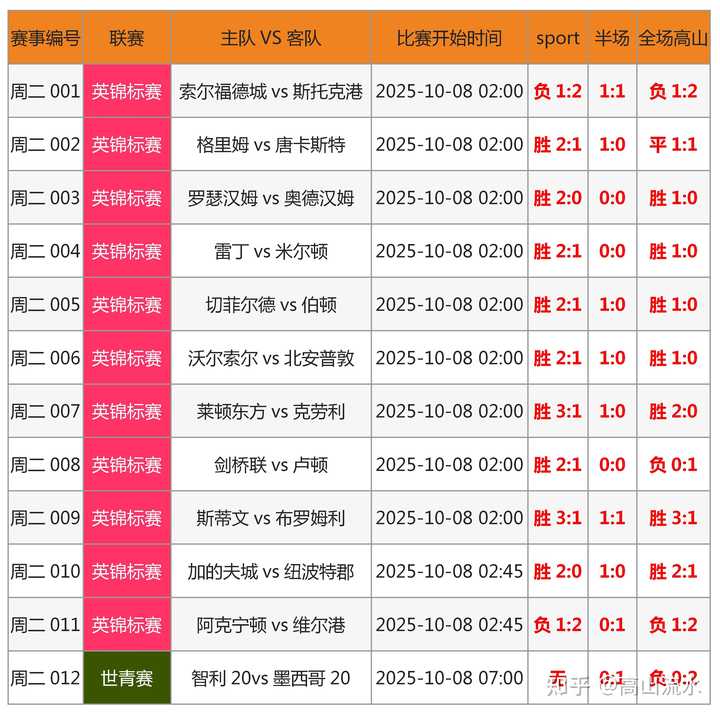 赛事编号 联赛 主队 VS 客队 比赛开始时间 sport 半场 全场高山
周二 001 英锦标赛 索尔福德城 vs 斯托克港 2025-10-08 02:00 负 1:2 1:1 负 1:2
周二 002 英锦标赛 格里姆 vs 唐卡斯特 2025-10-08 02:00 胜 2:1 1:0 平 1:1
周二 003 英锦标赛 罗瑟汉姆 vs 奥德汉姆 2025-10-08 02:00 胜 2:0 0:0 胜 1:0
周二 004 英锦标赛 雷丁 vs 米尔顿 2025-10-08 02:00 胜 2:1 0:0 胜 1:0
周二 005 英锦标赛 切菲尔德 vs 伯顿 2025-10-08 02:00 胜 2:1 1:0 胜 1:0
周二 006 英锦标赛 沃尔索尔 vs 北安普敦 2025-10-08 02:00 胜 2:1 1:0 胜 1:0
周二 007 英锦标赛 莱顿东方 vs 克劳利 2025-10-08 02:00 胜 3:1 1:0 胜 2:0
周二 008 英锦标赛 剑桥联 vs 卢顿 2025-10-08 02:00 胜 2:1 0:0 负 0:1
周二 009 英锦标赛 斯蒂文 vs 布罗姆利 2025-10-08 02:00 胜 3:1 1:1 胜 3:1
周二 010 英锦标赛 加的夫城 vs 纽波特郡 2025-10-08 02:45 胜 2:0 1:0 胜 2:1
周二 011 英锦标赛 阿克宁顿 vs 维尔港 2025-10-08 02:45 负 1:2 0:1 负 1:2
周二 012 世青赛 智利 20vs 墨西哥 20 2025-10-08 07:00 无 0:1 负 0:2
知乎 @高山流水